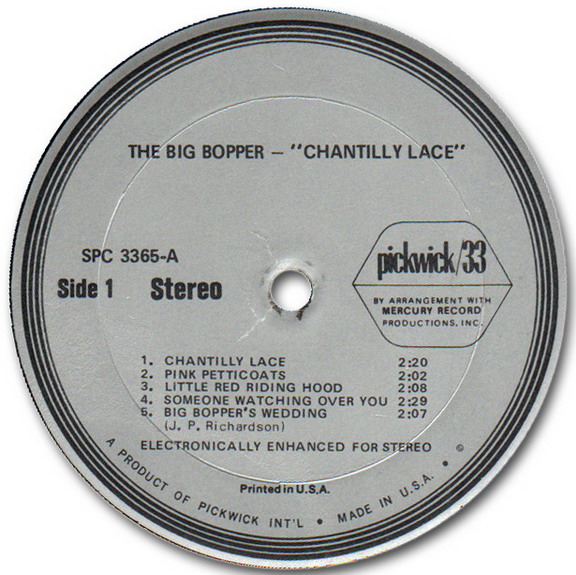 THE BIG BOPPER — "CHANTILLY LACE"
SPC 3365-A
Side 1 Stereo
pickwick/33
BY ARRANGEMENT WITH
MERCURY RECORD
PRODUCTIONS, INC.
1. CHANTILLY LACE 2:20
2. PINK PETTICOATS 2:02
3. LITTLE RED RIDING HOOD 2:08
4. SOMEONE WATCHING OVER YOU 2:29
5. BIG BOPPER'S WEDDING 2:07
(J. P. Richardson)
ELECTRONICALLY ENHANCED FOR STEREO ©
Printed in U.S.A.
A PRODUCT OF PICKWICK INT'L • MADE IN U.S.A. •